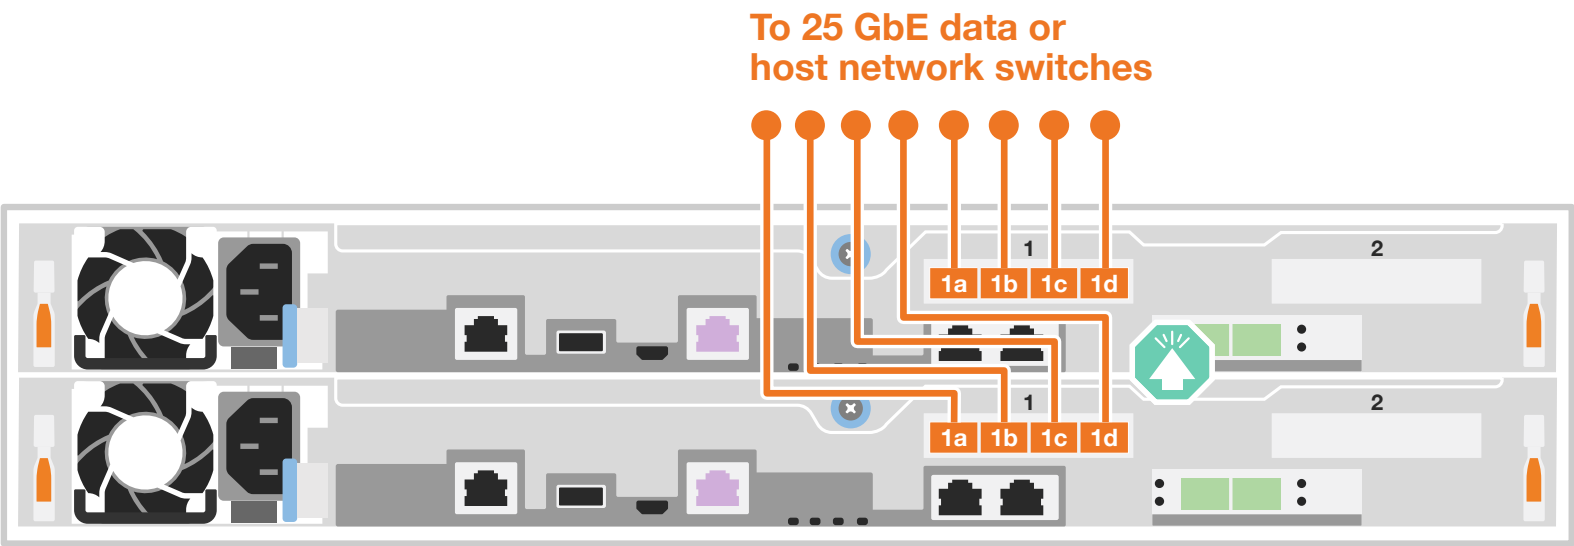 To 25 GbE data or
host network switches
1 2
1a 1b 1c 1d
1 2
1a 1b 1c 1d